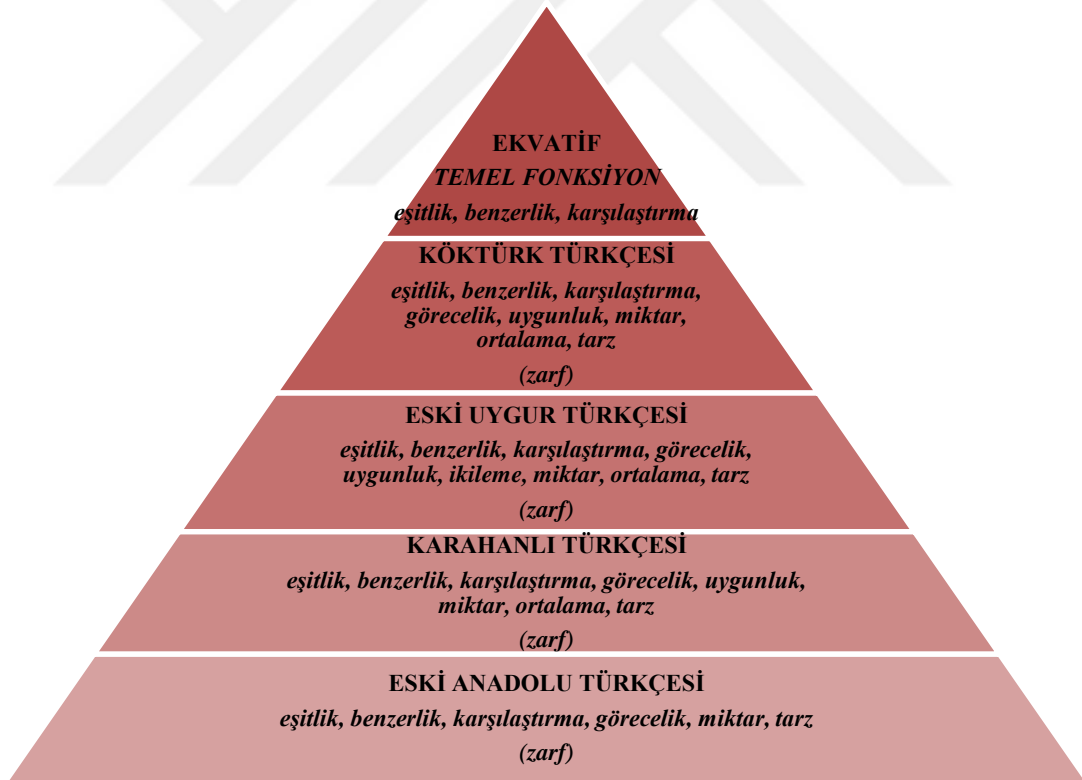 EKVATİF
TEMEL FONKSİYON
eşitlik, benzerlik, karşılaştırma
KÖKTÜRK TÜRKÇESİ
eşitlik, benzerlik, karşılaştırma,
görecelik, uygunluk, miktar,
ortalama, tarz
(zarf)
ESKİ UYGUR TÜRKÇESİ
eşitlik, benzerlik, karşılaştırma, görecelik,
uygunluk, ikileme, miktar, ortalama, tarz
(zarf)
KARAHANLI TÜRKÇESİ
eşitlik, benzerlik, karşılaştırma, görecelik, uygunluk,
miktar, ortalama, tarz
(zarf)
ESKİ ANADOLU TÜRKÇESİ
eşitlik, benzerlik, karşılaştırma, görecelik, miktar, tarz
(zarf)